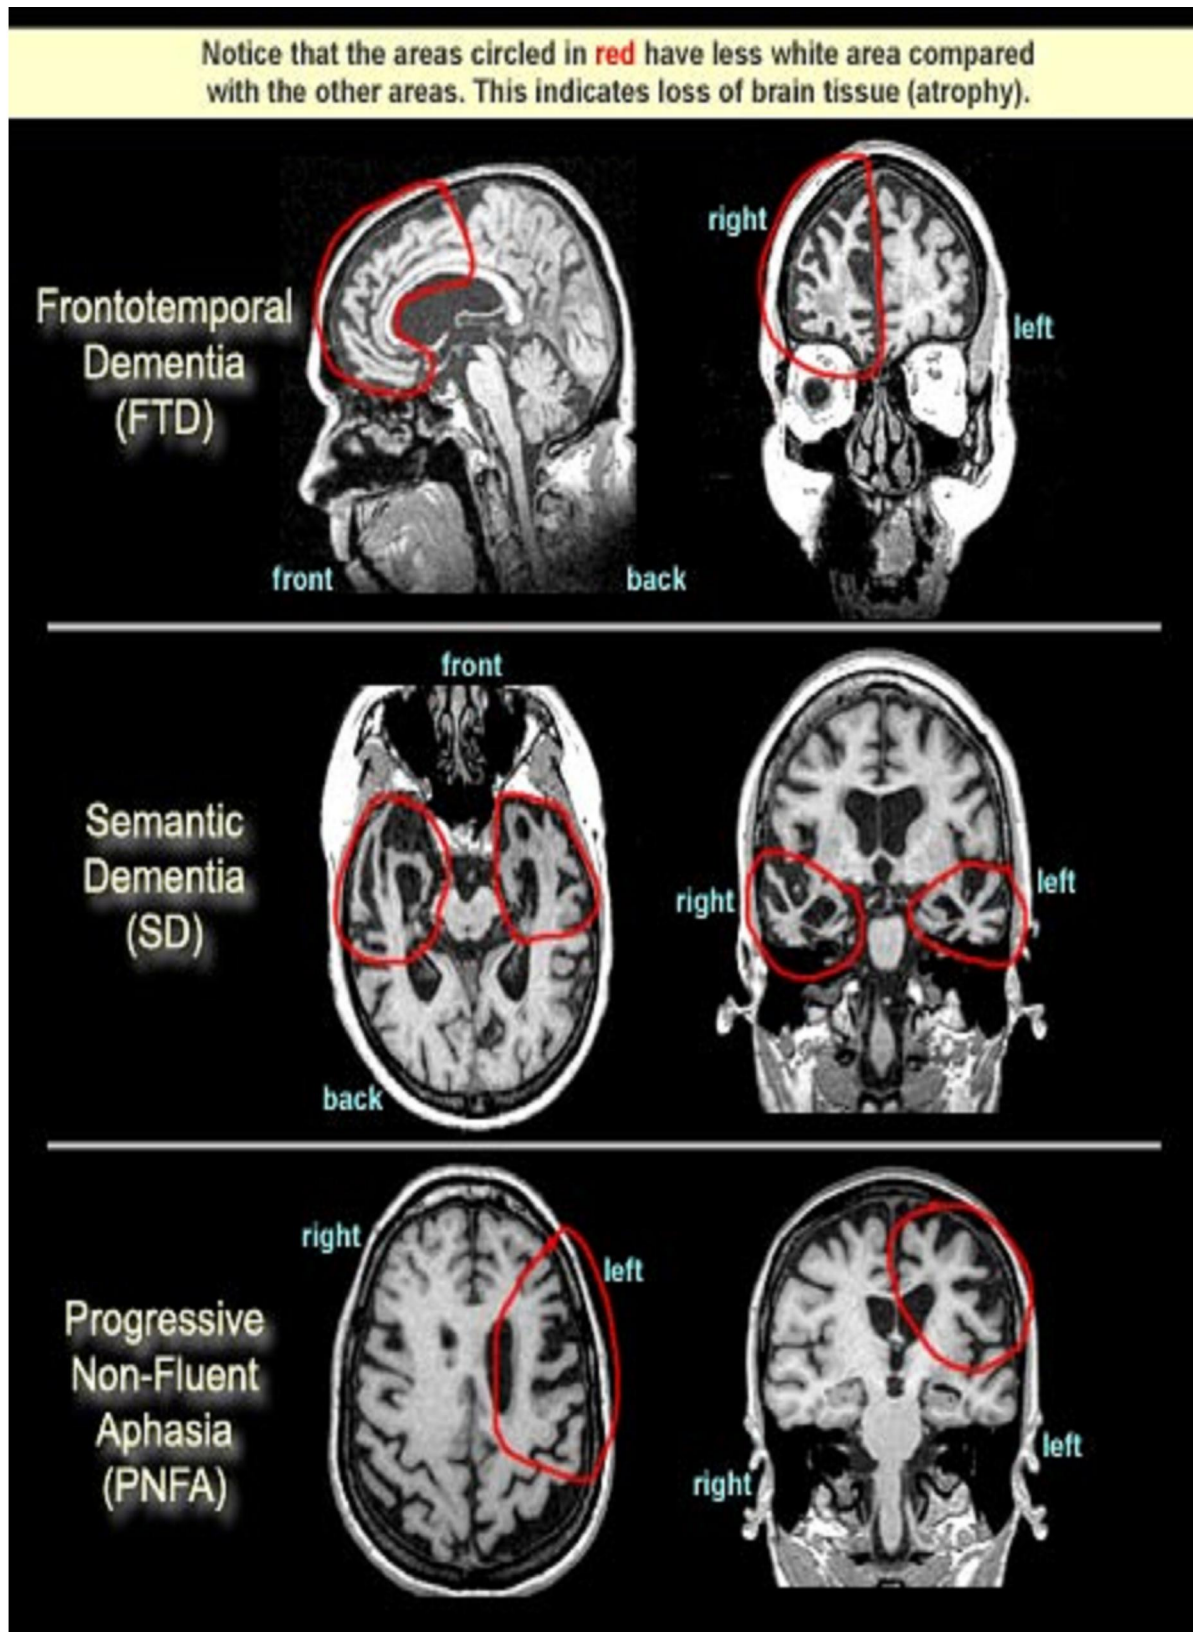 Notice that the areas circled in red have less white area compared
with the other areas. This indicates loss of brain tissue (atrophy).
right
Frontotemporal
Dementia
(FTD)
left
front
back
front
Semantic
Dementia
(SD)
right
left
back
right
left
Progressive
Non-Fluent
Aphasia
(PNFA)
right
left